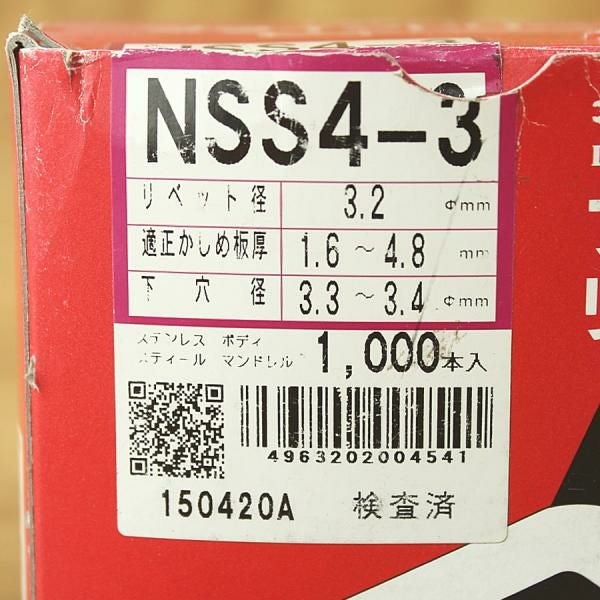 NSS4-3
リベット径 3.2 Φmm
適正かしめ板厚 1.6～4.8 mm
下穴径 3.3～3.4 Φmm
ステンレス ボディ
スティール マンドレル
1,000本入
4963202004541
150420A 検査済